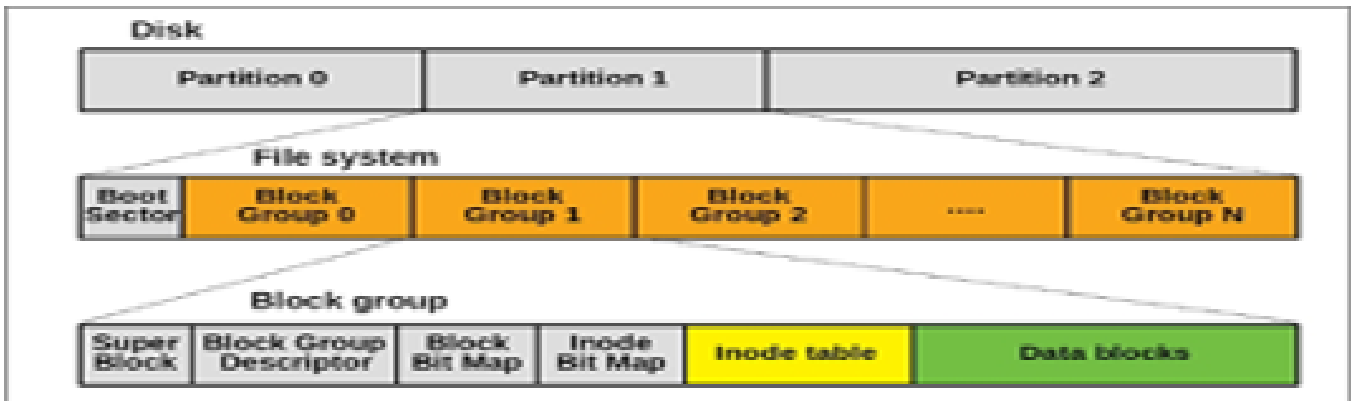 Disk
Partition 0
Partition 1
Partition 2
File system
Boot
Sector
Block
Group 0
Block
Group 1
Block
Group 2
....
Block
Group N
Block group
Super
Block
Block Group
Descriptor
Block
Bit Map
Inode
Bit Map
Inode table
Data blocks